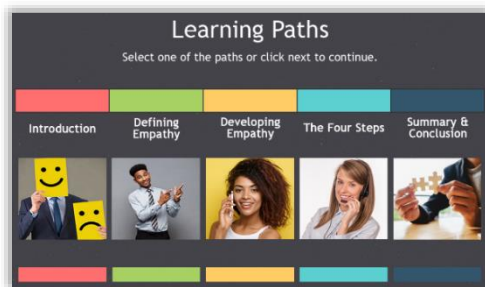 Learning Paths
Select one of the paths or click next to continue.
Introduction
Defining
Empathy
Developing
Empathy
The Four Steps
Summary &
Conclusion